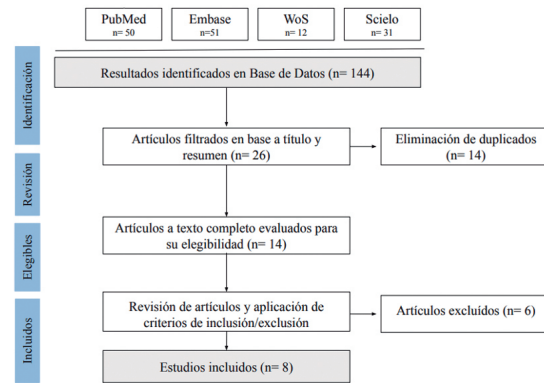 PubMed
n= 50
Embase
n=51
WoS
n= 12
Scielo
n= 31
Identificación
Resultados identificados en Base de Datos (n= 144)
Artículos filtrados en base a título y
resumen (n= 26)
Eliminación de duplicados
(n= 14)
Revisión
Artículos a texto completo evaluados para
su elegibilidad (n= 14)
Elegibles
Revisión de artículos y aplicación de
criterios de inclusión/exclusión
Artículos excluídos (n= 6)
Incluidos
Estudios incluidos (n= 8)